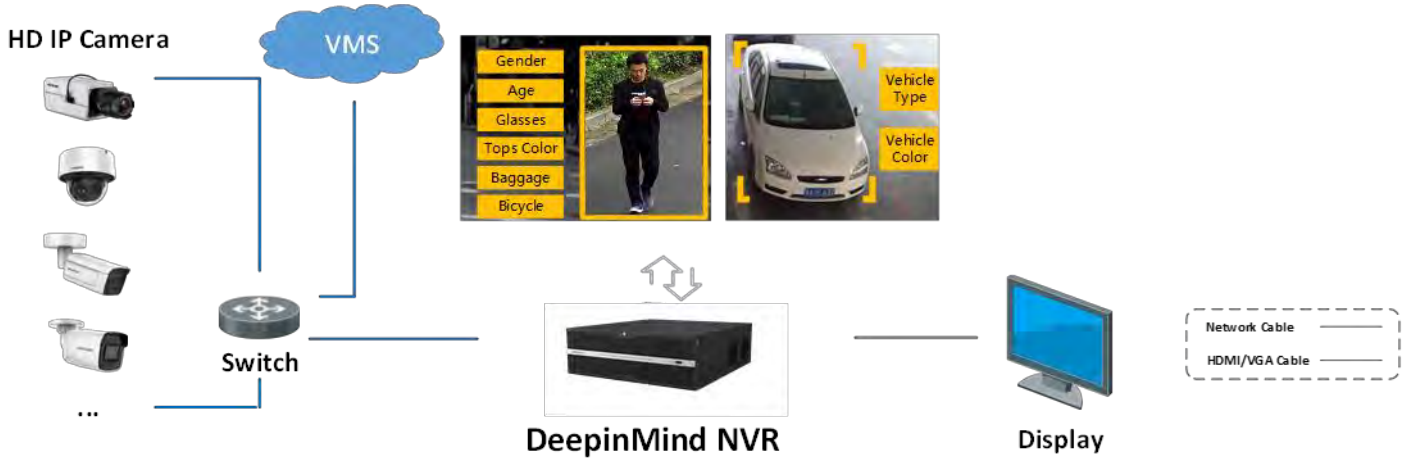 HD IP Camera
VMS
Gender
Age
Glasses
Tops Color
Baggage
Bicycle
Vehicle
Type
Vehicle
Color
Switch
...
DeepinMind NVR
Display
Network Cable
HDMI/VGA Cable